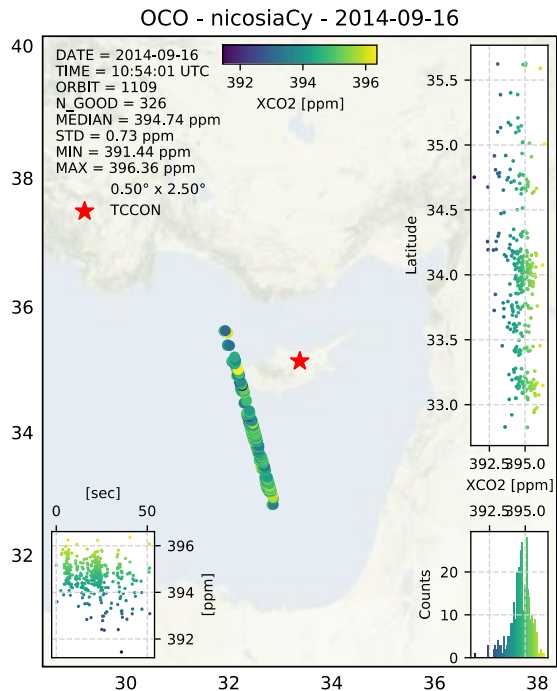 OCO - nicosiaCy - 2014-09-16
DATE = 2014-09-16
TIME = 10:54:01 UTC
ORBIT = 1109
N_GOOD = 326
MEDIAN = 394.74 ppm
STD = 0.73 ppm
MIN = 391.44 ppm
MAX = 396.36 ppm
0.50° x 2.50°
TCCON
392 394 396
XCO2 [ppm]
40
38
36
34
32
30 32 34 36 38
35.5
35.0
34.5
34.0
33.5
33.0
Latitude
392.5 395.0
XCO2 [ppm]
[sec]
0 50
396
394
392
[ppm]
392.5 395.0
Counts
20
10
0